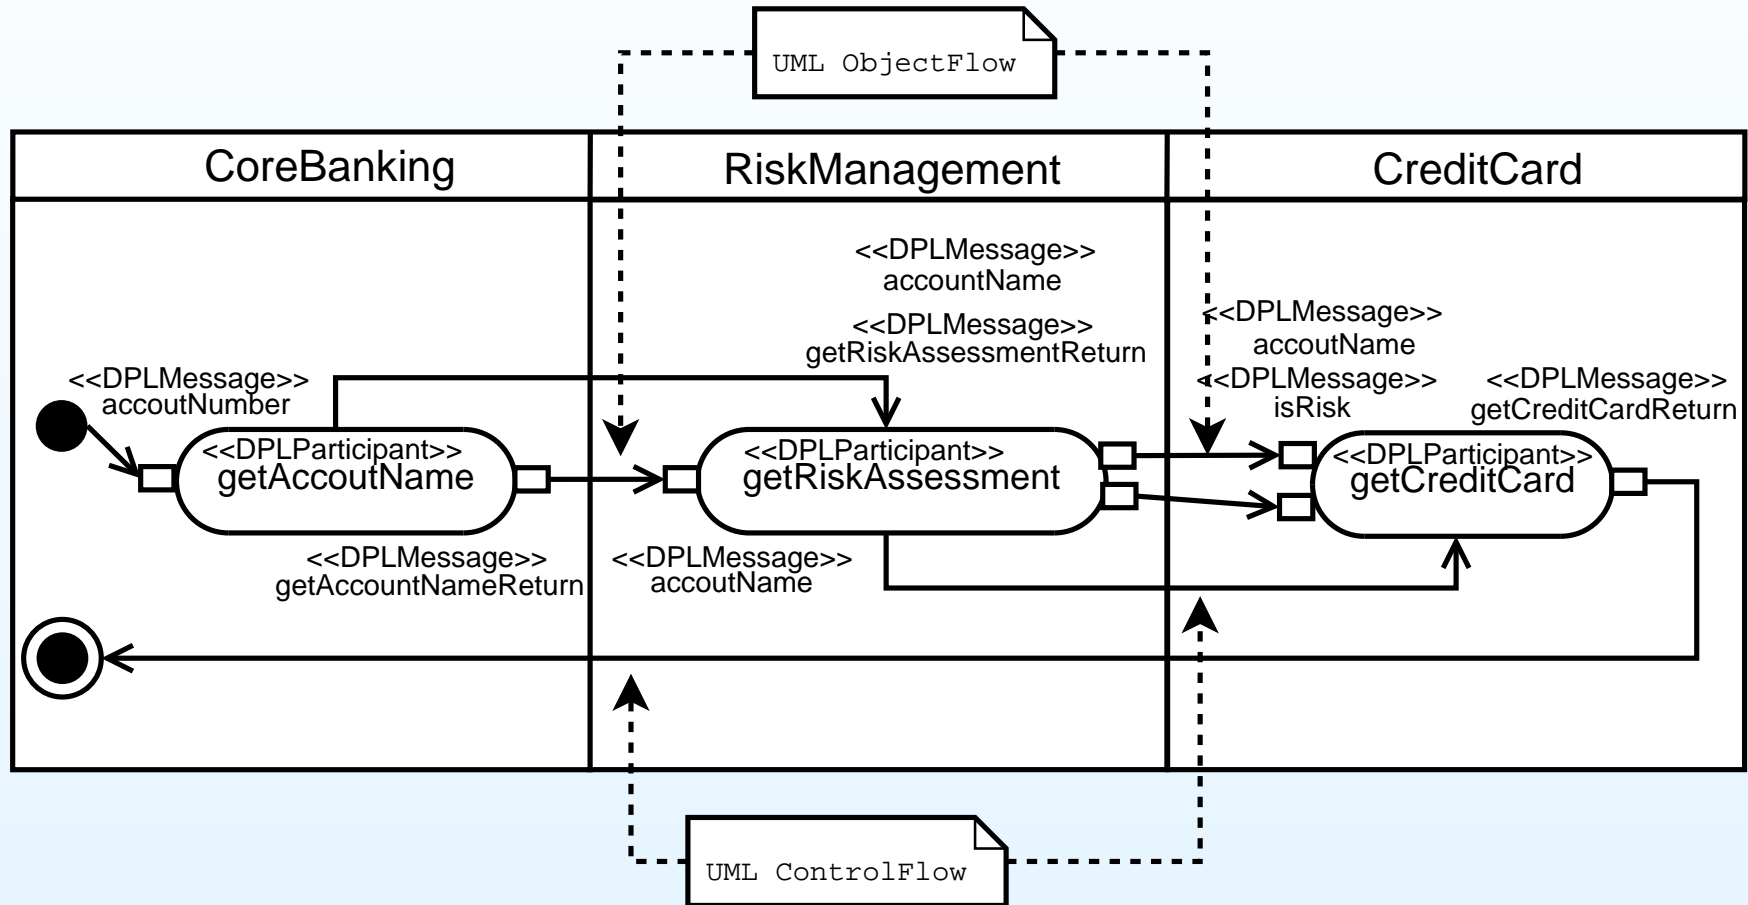 UML ObjectFlow
CoreBanking
RiskManagement
CreditCard
<<DPLMessage>>
accountName
<<DPLMessage>>
getRiskAssessmentReturn
<<DPLMessage>>
accoutName
<<DPLMessage>>
isRisk
<<DPLMessage>>
getCreditCardReturn
<<DPLMessage>>
accoutNumber
<<DPLParticipant>>
getAccoutName
<<DPLParticipant>>
getRiskAssessment
<<DPLParticipant>>
getCreditCard
<<DPLMessage>>
getAccountNameReturn
<<DPLMessage>>
accoutName
UML ControlFlow